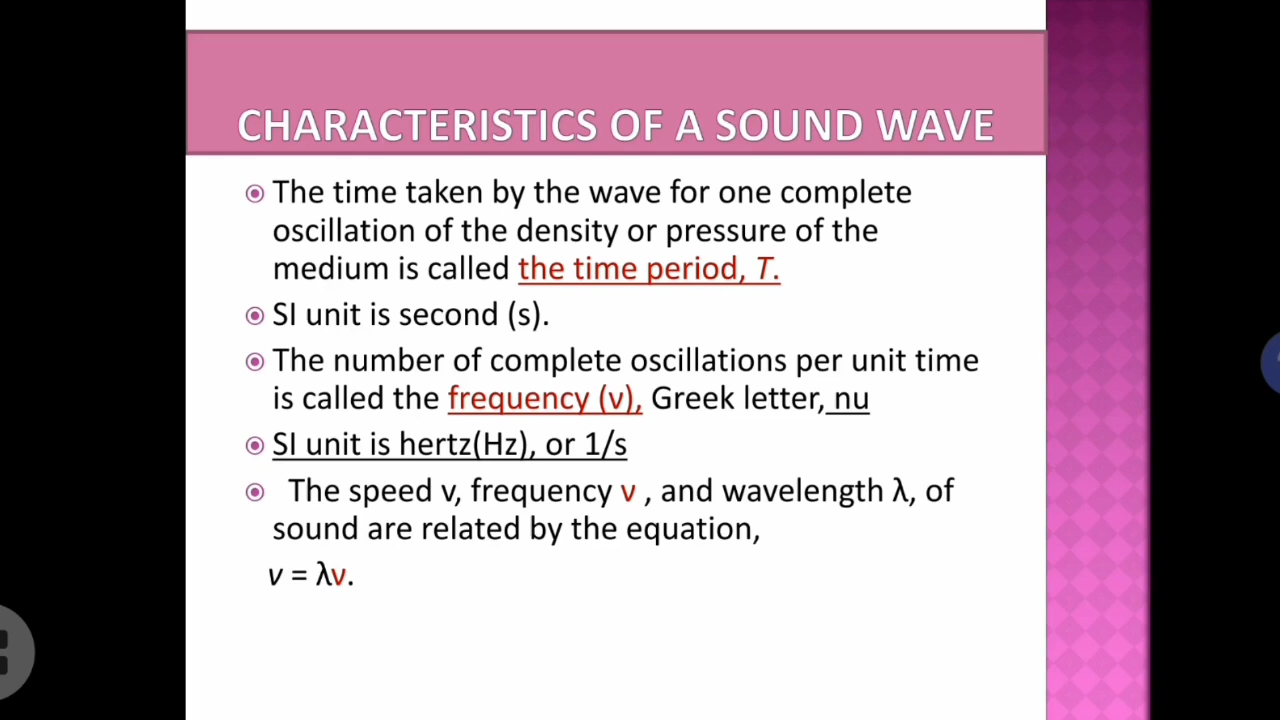 CHARACTERISTICS OF A SOUND WAVE
The time taken by the wave for one complete
oscillation of the density or pressure of the
medium is called the time period, T.
SI unit is second (s).
The number of complete oscillations per unit time
is called the frequency (ν), Greek letter, nu
SI unit is hertz(Hz), or 1/s
The speed v, frequency ν , and wavelength λ, of
sound are related by the equation,
v = λν.